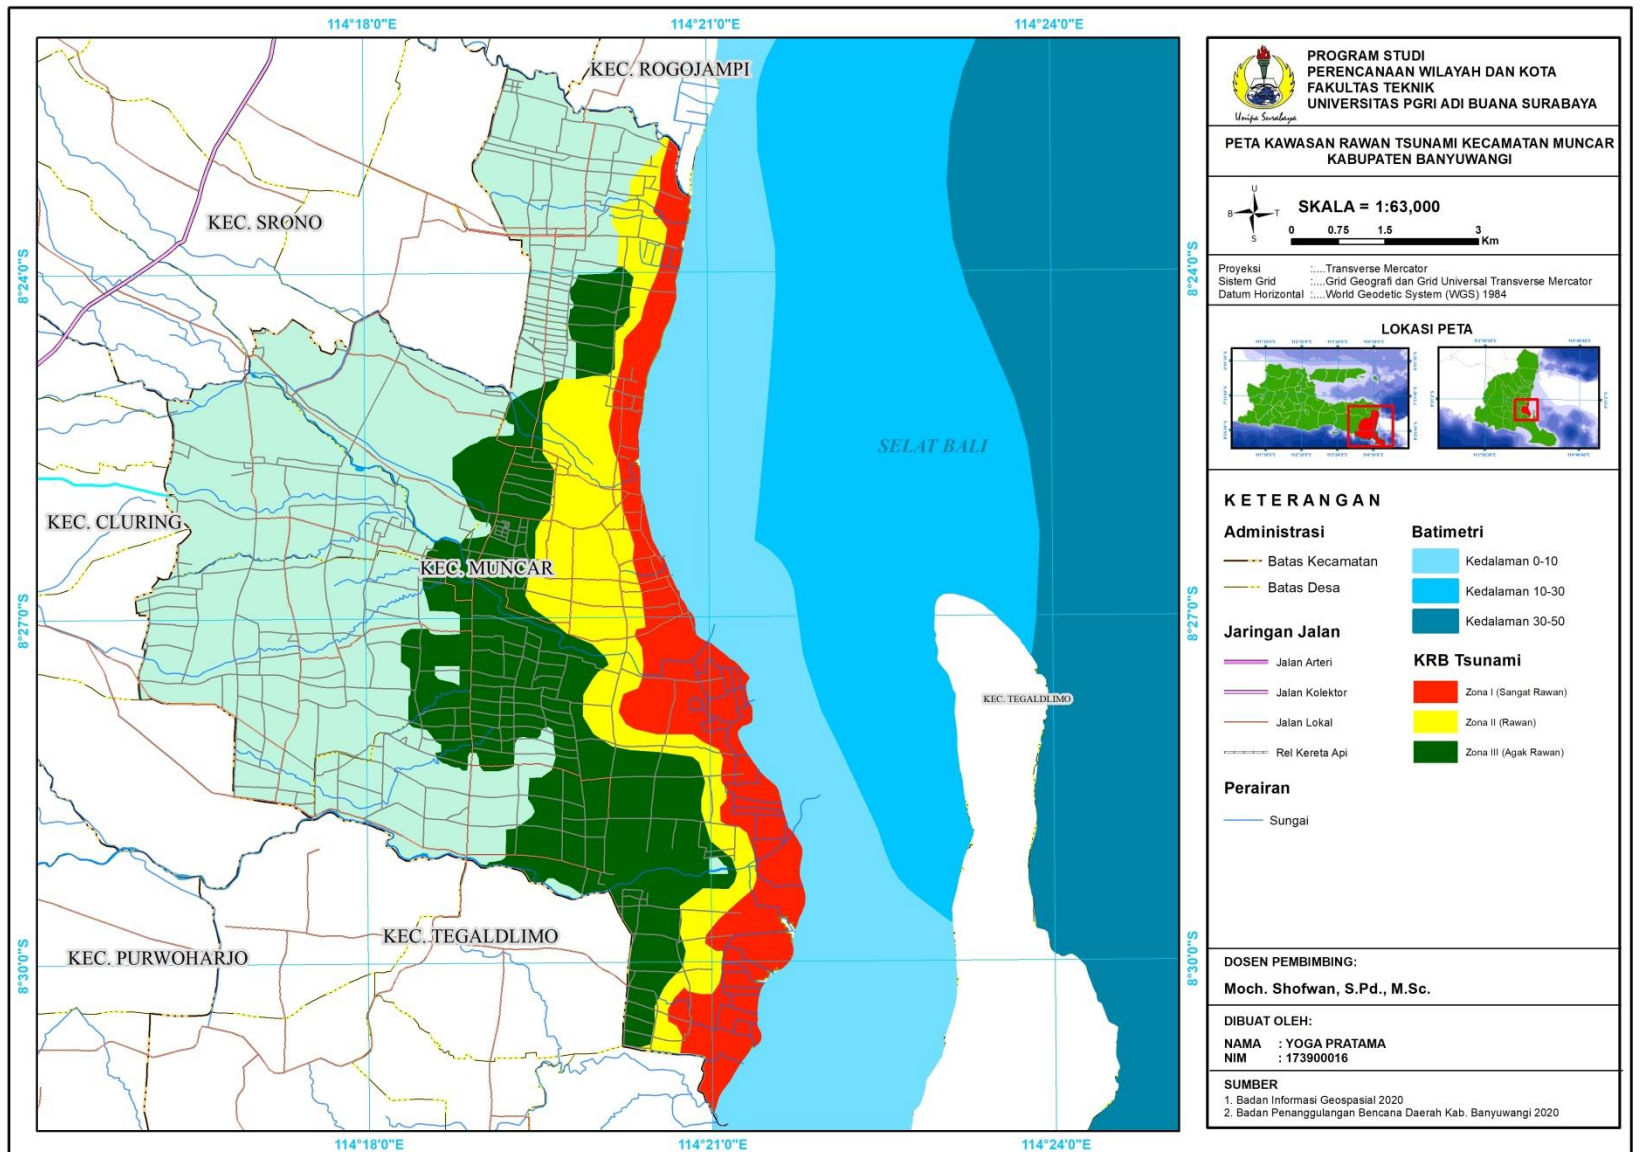 114°18'0"E
114°21'0"E
114°24'0"E
8°24'0"S
8°27'0"S
8°30'0"S
8°24'0"S
8°27'0"S
8°30'0"S
114°18'0"E
114°21'0"E
114°24'0"E
KEC. ROGOJAMPI
KEC. SRONO
SELAT BALI
KEC. CLURING
KEC. MUNCAR
KEC. TEGALDLIMO
KEC. TEGALDLIMO
KEC. PURWOHARJO
Unipa Surabaya
PROGRAM STUDI
PERENCANAAN WILAYAH DAN KOTA
FAKULTAS TEKNIK
UNIVERSITAS PGRI ADI BUANA SURABAYA
PETA KAWASAN RAWAN TSUNAMI KECAMATAN MUNCAR
KABUPATEN BANYUWANGI
U
B T
S
SKALA = 1:63,000
0 0.75 1.5 3
Km
Proyeksi :....Transverse Mercator
Sistem Grid :....Grid Geografi dan Grid Universal Transverse Mercator
Datum Horizontal :....World Geodetic System (WGS) 1984
LOKASI PETA
KETERANGAN
Administrasi
Batas Kecamatan
Batas Desa
Jaringan Jalan
Jalan Arteri
Jalan Kolektor
Jalan Lokal
Rel Kereta Api
Perairan
Sungai
Batimetri
Kedalaman 0-10
Kedalaman 10-30
Kedalaman 30-50
KRB Tsunami
Zona I (Sangat Rawan)
Zona II (Rawan)
Zona III (Agak Rawan)
DOSEN PEMBIMBING:
Moch. Shofwan, S.Pd., M.Sc.
DIBUAT OLEH:
NAMA : YOGA PRATAMA
NIM : 173900016
SUMBER
1. Badan Informasi Geospasial 2020
2. Badan Penanggulangan Bencana Daerah Kab. Banyuwangi 2020